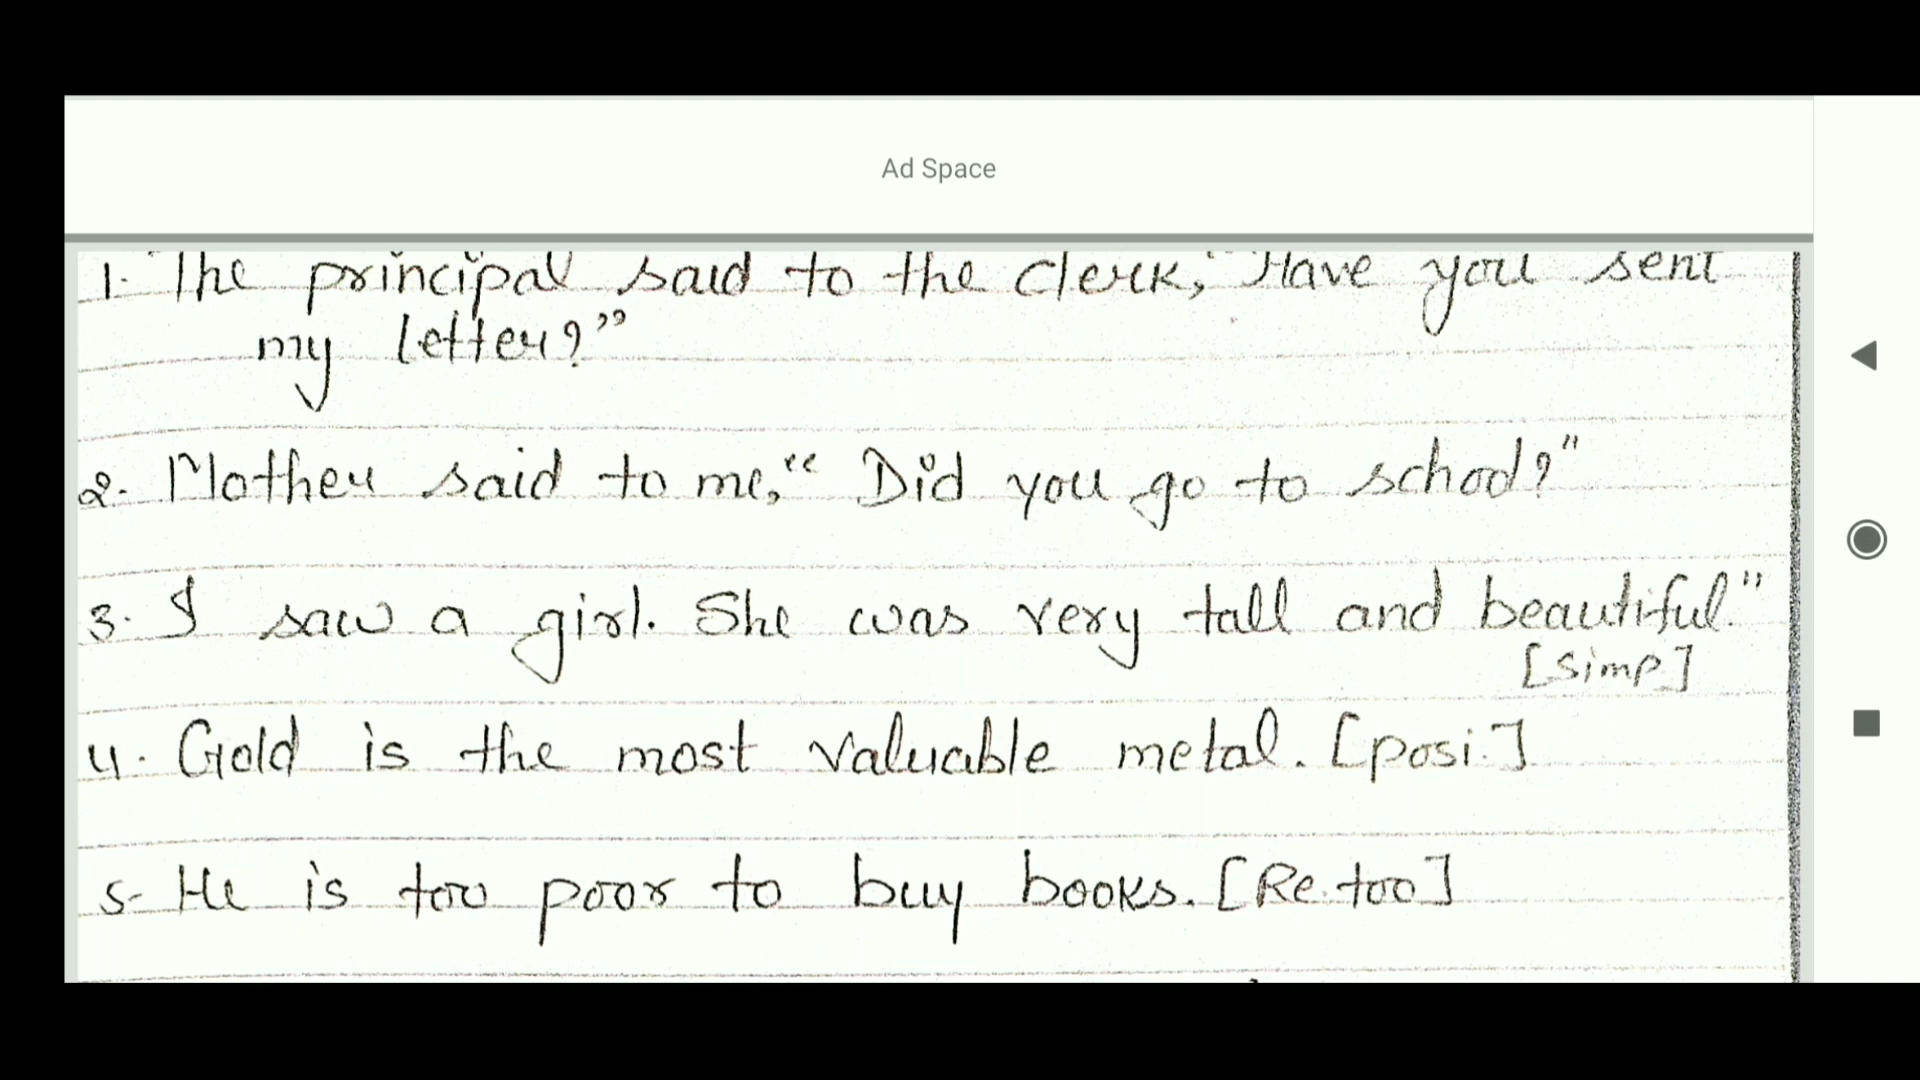 Ad Space
1. The principal said to the clerk, "Have you sent
my letter?"
2. Mother said to me, "Did you go to school?"
3. I saw a girl. She was very tall and beautiful."
[Simp.]
4. Gold is the most valuable metal. [posi.]
5- He is too poor to buy books. [Re. too]